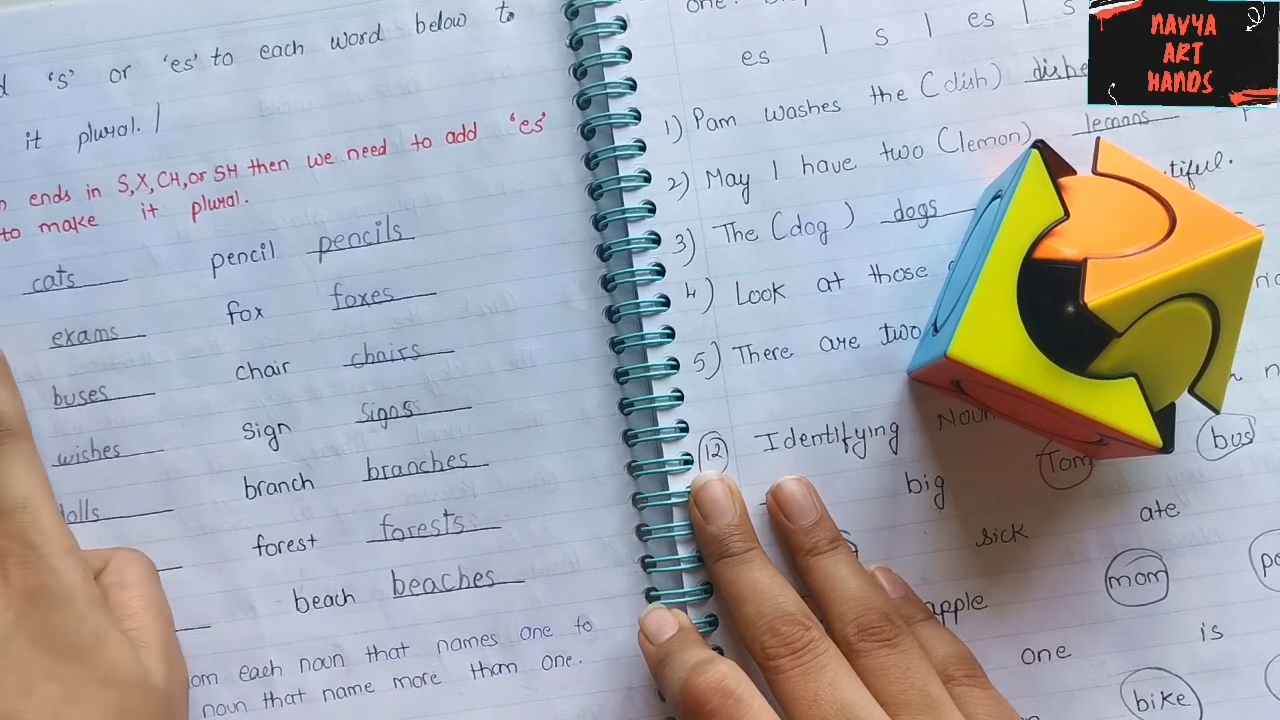 's' or 'es' to each word below to
it plural.
ends in S,X,CH,or SH then we need to add 'es'
to make it plural.
cats pencil pencils
exams fox foxes
buses chair chairs
wishes sign signs
branch branches
forest forests
beach beaches
each noun that names one to
noun that name more than one.
es | s | es | s
1) Pam washes the (dish)
2) May I have two (lemon) lemons
3) The (dog) dogs
4) Look at those
5) There are two
12 Identifying
big Tom bus
sick ate
mom
apple
one is
bike
NAVYA
ART
HANDS